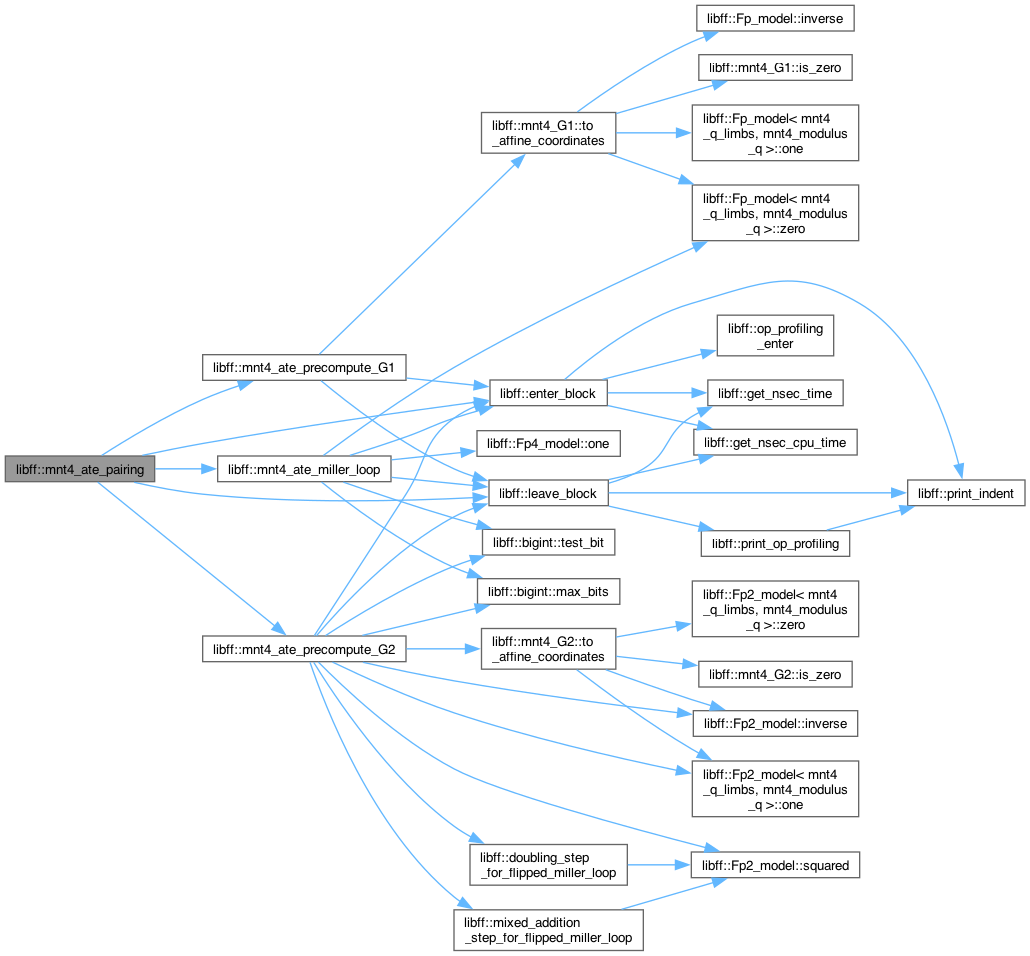 libff::Fp_model::inverse
libff::mnt4_G1::is_zero
libff::mnt4_G1::to
_affine_coordinates
libff::Fp_model< mnt4
_q_limbs, mnt4_modulus
_q >::one
libff::Fp_model< mnt4
_q_limbs, mnt4_modulus
_q >::zero
libff::op_profiling
_enter
libff::mnt4_ate_precompute_G1
libff::enter_block
libff::get_nsec_time
libff::Fp4_model::one
libff::get_nsec_cpu_time
libff::mnt4_ate_pairing
libff::mnt4_ate_miller_loop
libff::leave_block
libff::print_indent
libff::bigint::test_bit
libff::print_op_profiling
libff::bigint::max_bits
libff::Fp2_model< mnt4
_q_limbs, mnt4_modulus
_q >::zero
libff::mnt4_ate_precompute_G2
libff::mnt4_G2::to
_affine_coordinates
libff::mnt4_G2::is_zero
libff::Fp2_model::inverse
libff::Fp2_model< mnt4
_q_limbs, mnt4_modulus
_q >::one
libff::doubling_step
_for_flipped_miller_loop
libff::Fp2_model::squared
libff::mixed_addition
_step_for_flipped_miller_loop